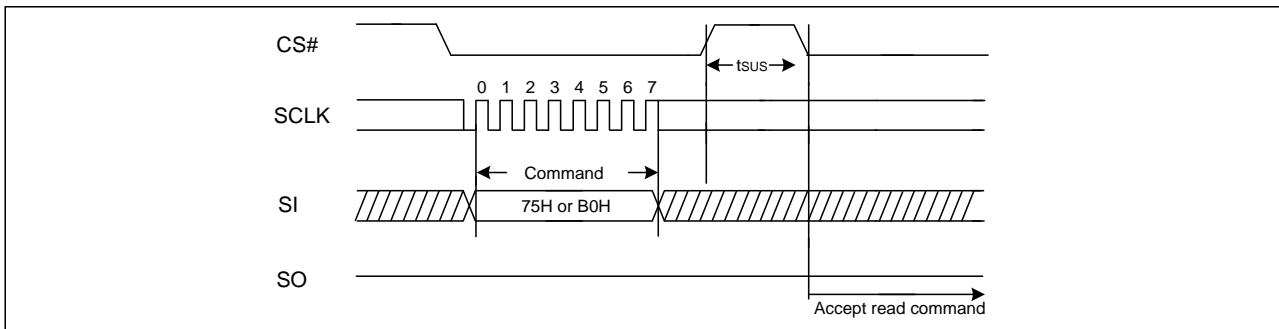 CS#
tSUS
0 1 2 3 4 5 6 7
SCLK
Command
SI
75H or B0H
SO
Accept read command